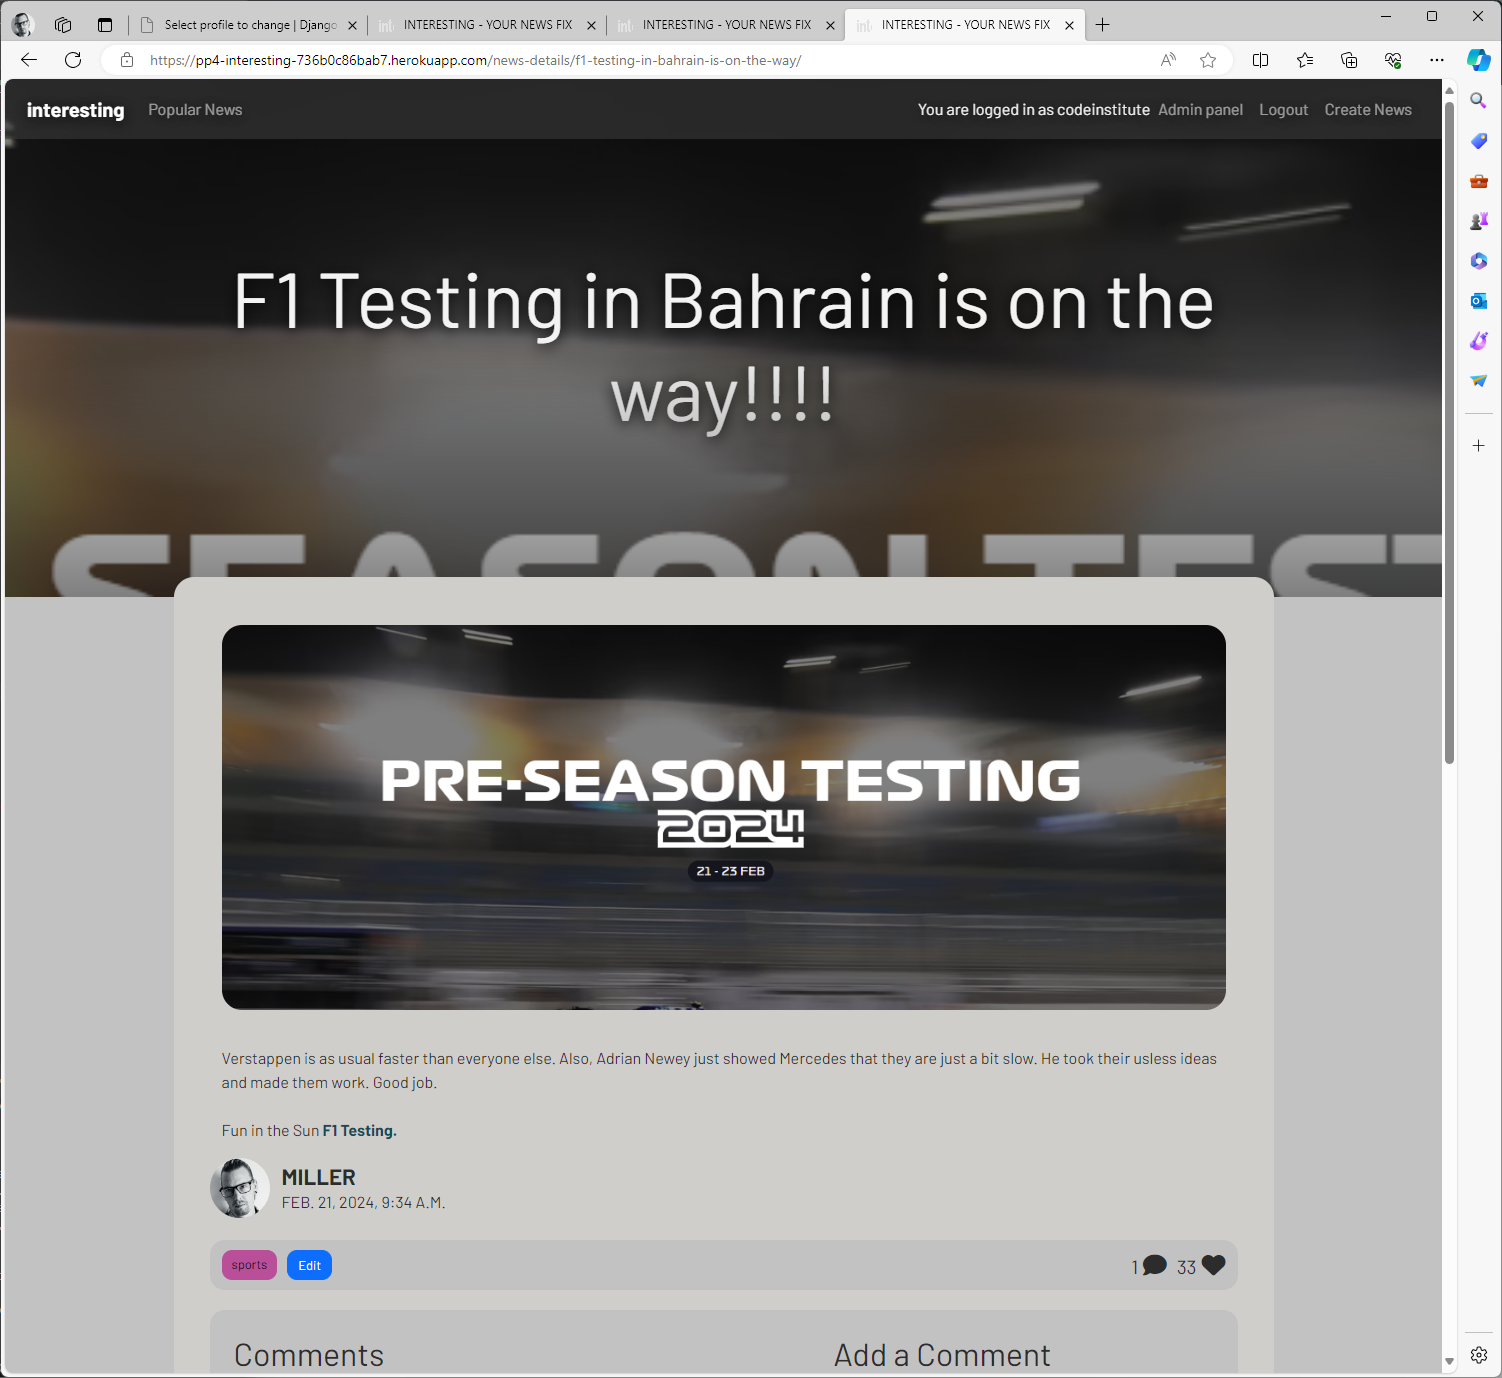 Select profile to change | Django
INTERESTING - YOUR NEWS FIX
INTERESTING - YOUR NEWS FIX
INTERESTING - YOUR NEWS FIX
https://pp4-interesting-736b0c86bab7.herokuapp.com/news-details/f1-testing-in-bahrain-is-on-the-way/
interesting Popular News You are logged in as codeinstitute Admin panel Logout Create News
F1 Testing in Bahrain is on the
way!!!!
SEASON TEST
PRE-SEASON TESTING
2024
21 - 23 FEB
Verstappen is as usual faster than everyone else. Also, Adrian Newey just showed Mercedes that they are just a bit slow. He took their usless ideas
and made them work. Good job.
Fun in the Sun F1 Testing.
MILLER
FEB. 21, 2024, 9:34 A.M.
sports Edit 1 33
Comments Add a Comment